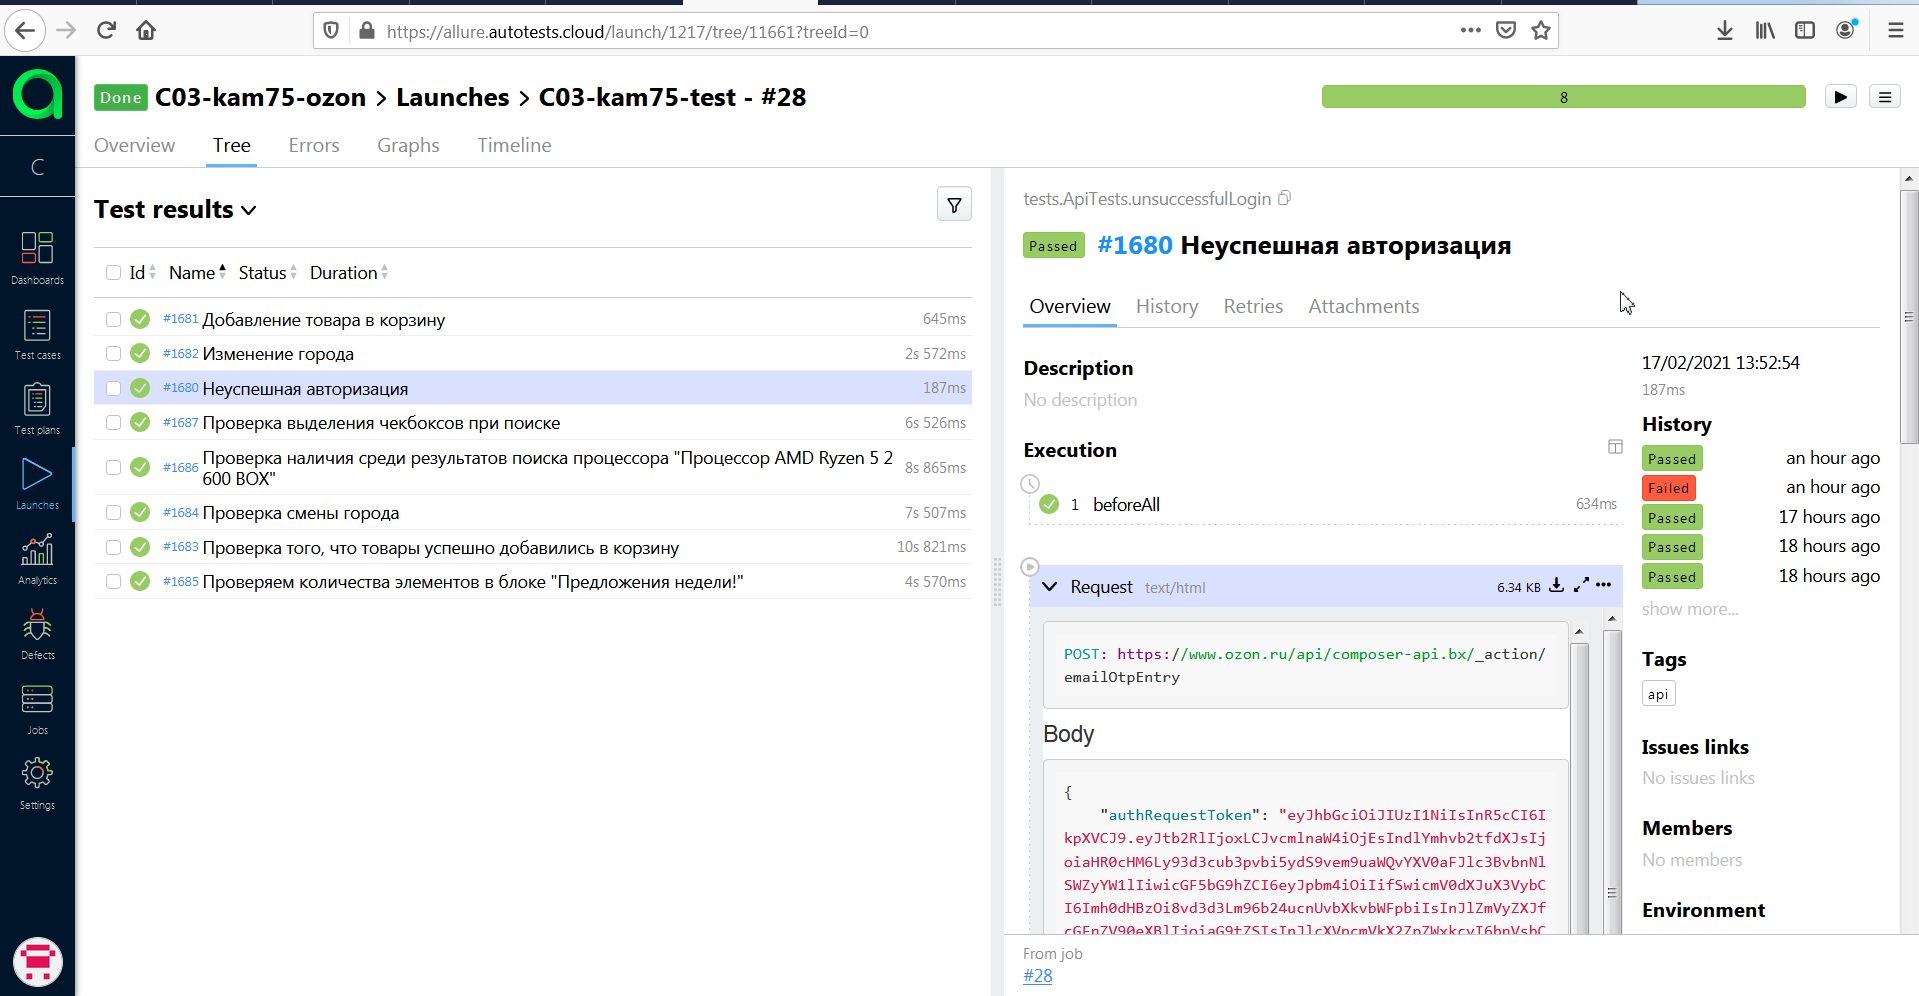 https://allure.autotests.cloud/launch/1217/tree/11661?treeId=0
Done C03-kam75-ozon > Launches > C03-kam75-test - #28
8
Overview Tree Errors Graphs Timeline
C
Dashboards
Test cases
Test plans
Launches
Analytics
Defects
Jobs
Settings
Test results
Id Name Status Duration
#1681 Добавление товара в корзину 645ms
#1682 Изменение города 2s 572ms
#1680 Неуспешная авторизация 187ms
#1687 Проверка выделения чекбоксов при поиске 6s 526ms
#1686 Проверка наличия среди результатов поиска процессора "Процессор AMD Ryzen 5 2
600 BOX" 8s 865ms
#1684 Проверка смены города 7s 507ms
#1683 Проверка того, что товары успешно добавились в корзину 10s 821ms
#1685 Проверяем количества элементов в блоке "Предложения недели!" 4s 570ms
tests.ApiTests.unsuccessfulLogin
Passed #1680 Неуспешная авторизация
Overview History Retries Attachments
Description
No description
Execution
1 beforeAll 634ms
Request text/html 6.34 KB
POST: https://www.ozon.ru/api/composer-api.bx/_action/
emailOtpEntry
Body
{
"authRequestToken": "eyJhbGciOiJIUzI1NiIsInR5cCI6I
kpXVCJ9.eyJtb2RlIjoxLCJvcmlnaW4iOjEsIndlYmhvb2tfdXJsIj
oiaHR0cHM6Ly93d3cub3pvbi5ydS9vem9uaWQvYXV0aFJlc3BvbnNl
SWZyYW1lIiwicGF5bG9hZCI6eyJpbm4iOiIifSwicmV0dXJuX3VybC
I6Imh0dHBzOi8vd3d3Lm96b24ucnUvbXkvbWFpbiIsInJlZmVyZXJf
17/02/2021 13:52:54
187ms
History
Passed an hour ago
Failed an hour ago
Passed 17 hours ago
Passed 18 hours ago
Passed 18 hours ago
show more...
Tags
api
Issues links
No issues links
Members
No members
Environment
From job
#28